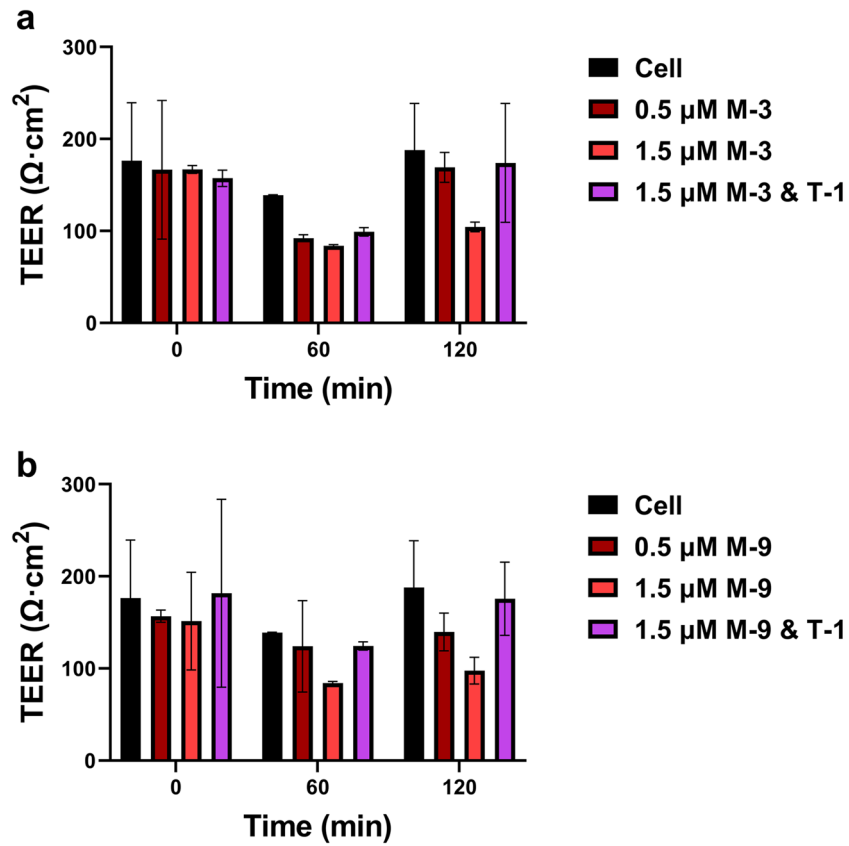 a
300
200
100
0
TEER (Ω·cm²)
0
60
120
Time (min)
Cell
0.5 µM M-3
1.5 µM M-3
1.5 µM M-3 & T-1
b
300
200
100
0
TEER (Ω·cm²)
0
60
120
Time (min)
Cell
0.5 µM M-9
1.5 µM M-9
1.5 µM M-9 & T-1